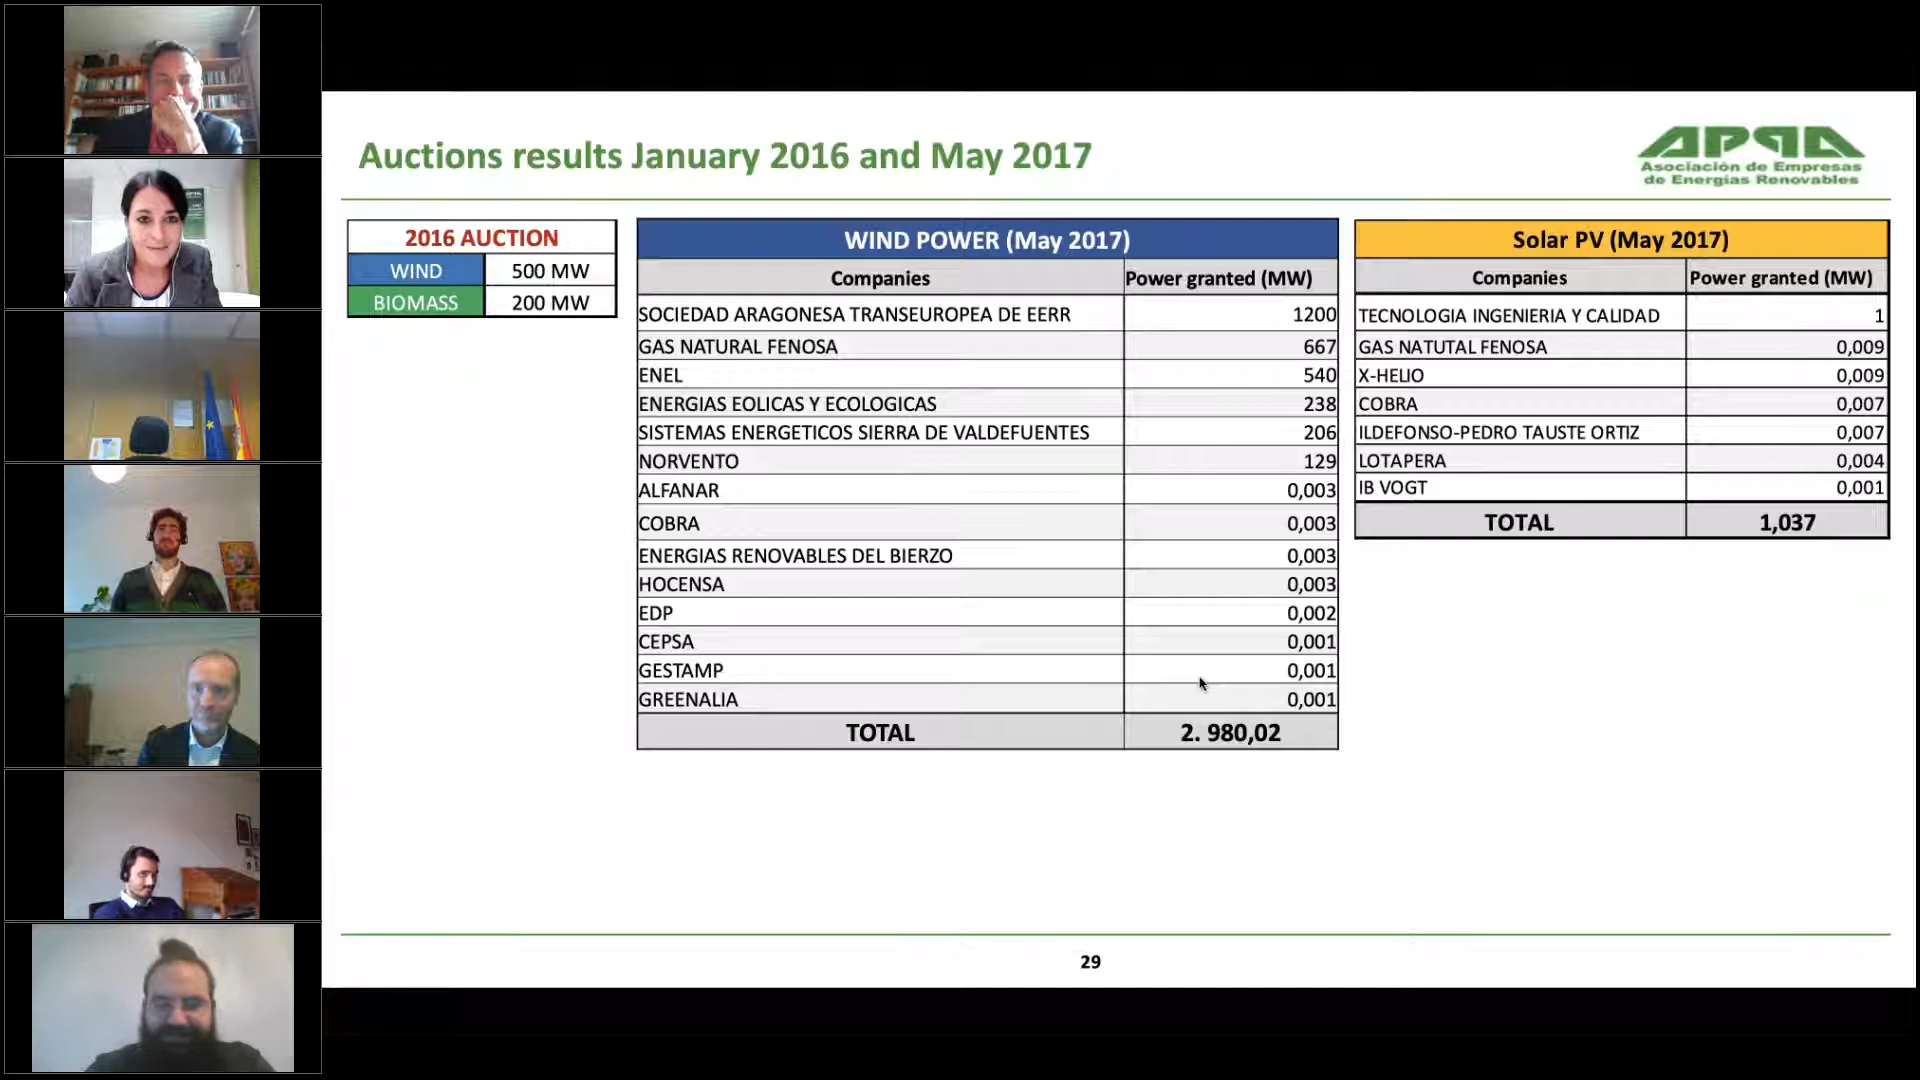 Auctions results January 2016 and May 2017
APPA
Asociación de Empresas
de Energías Renovables
2016 AUCTION
WIND 500 MW
BIOMASS 200 MW
WIND POWER (May 2017)
Companies Power granted (MW)
SOCIEDAD ARAGONESA TRANSEUROPEA DE EERR 1200
GAS NATURAL FENOSA 667
ENEL 540
ENERGIAS EOLICAS Y ECOLOGICAS 238
SISTEMAS ENERGETICOS SIERRA DE VALDEFUENTES 206
NORVENTO 129
ALFANAR 0,003
COBRA 0,003
ENERGIAS RENOVABLES DEL BIERZO 0,003
HOCENSA 0,003
EDP 0,002
CEPSA 0,001
GESTAMP 0,001
GREENALIA 0,001
TOTAL 2. 980,02
Solar PV (May 2017)
Companies Power granted (MW)
TECNOLOGIA INGENIERIA Y CALIDAD 1
GAS NATUTAL FENOSA 0,009
X-HELIO 0,009
COBRA 0,007
ILDEFONSO-PEDRO TAUSTE ORTIZ 0,007
LOTAPERA 0,004
IB VOGT 0,001
TOTAL 1,037
29